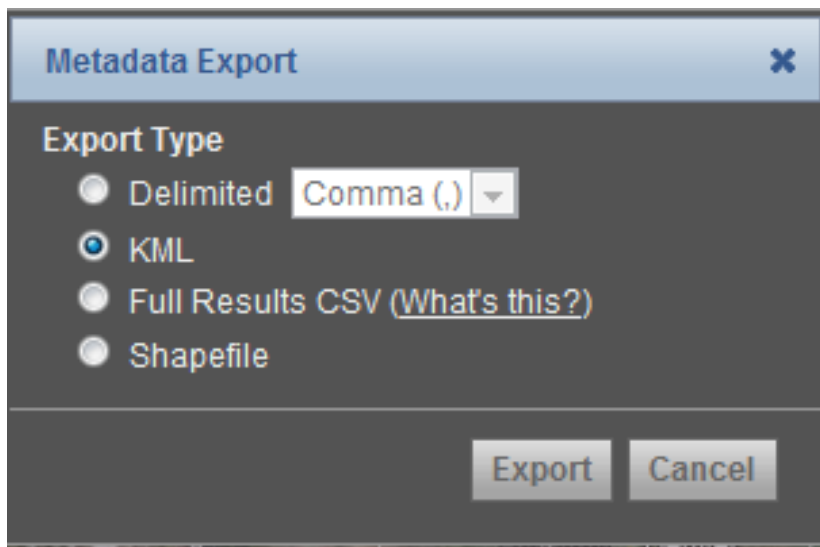 Metadata Export
Export Type
Delimited Comma (,)
KML
Full Results CSV (What's this?)
Shapefile
Export Cancel